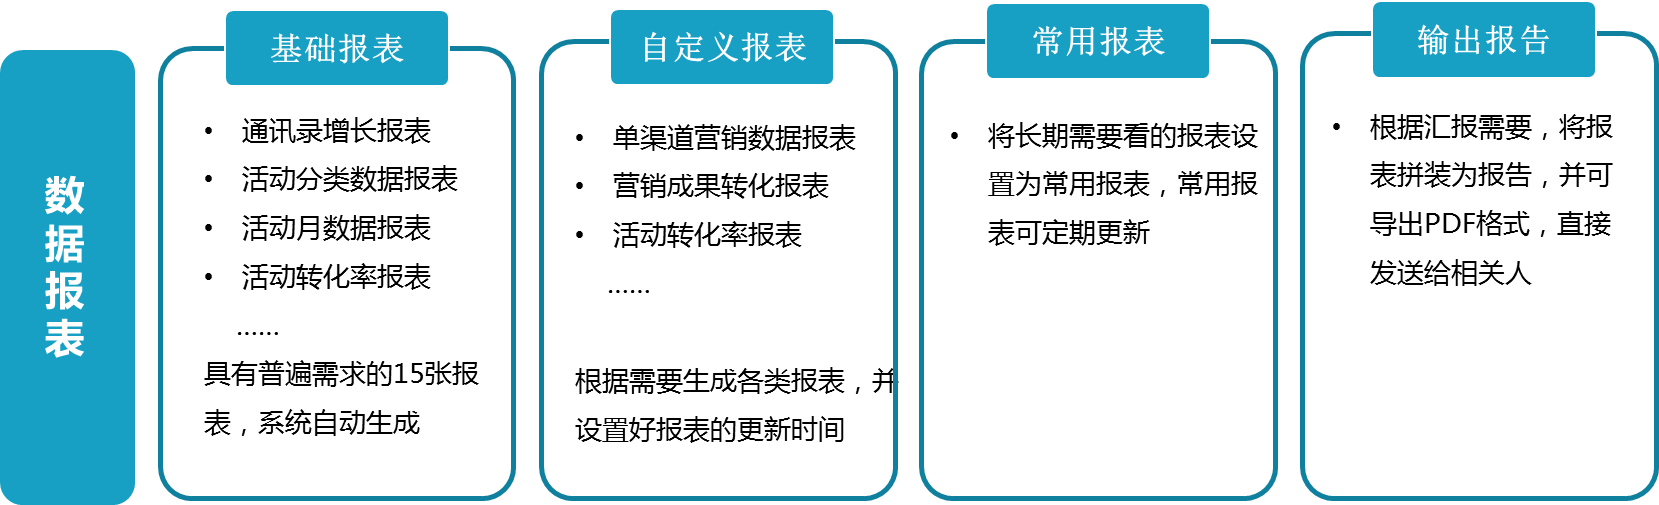 数据报表
基础报表
• 通讯录增长报表
• 活动分类数据报表
• 活动月数据报表
• 活动转化率报表
......
具有普遍需求的15张报
表，系统自动生成
自定义报表
• 单渠道营销数据报表
• 营销成果转化报表
• 活动转化率报表
......
根据需要生成各类报表，并
设置好报表的更新时间
常用报表
• 将长期需要看的报表设
置为常用报表，常用报
表可定期更新
输出报告
• 根据汇报需要，将报
表拼装为报告，并可
导出PDF格式，直接
发送给相关人